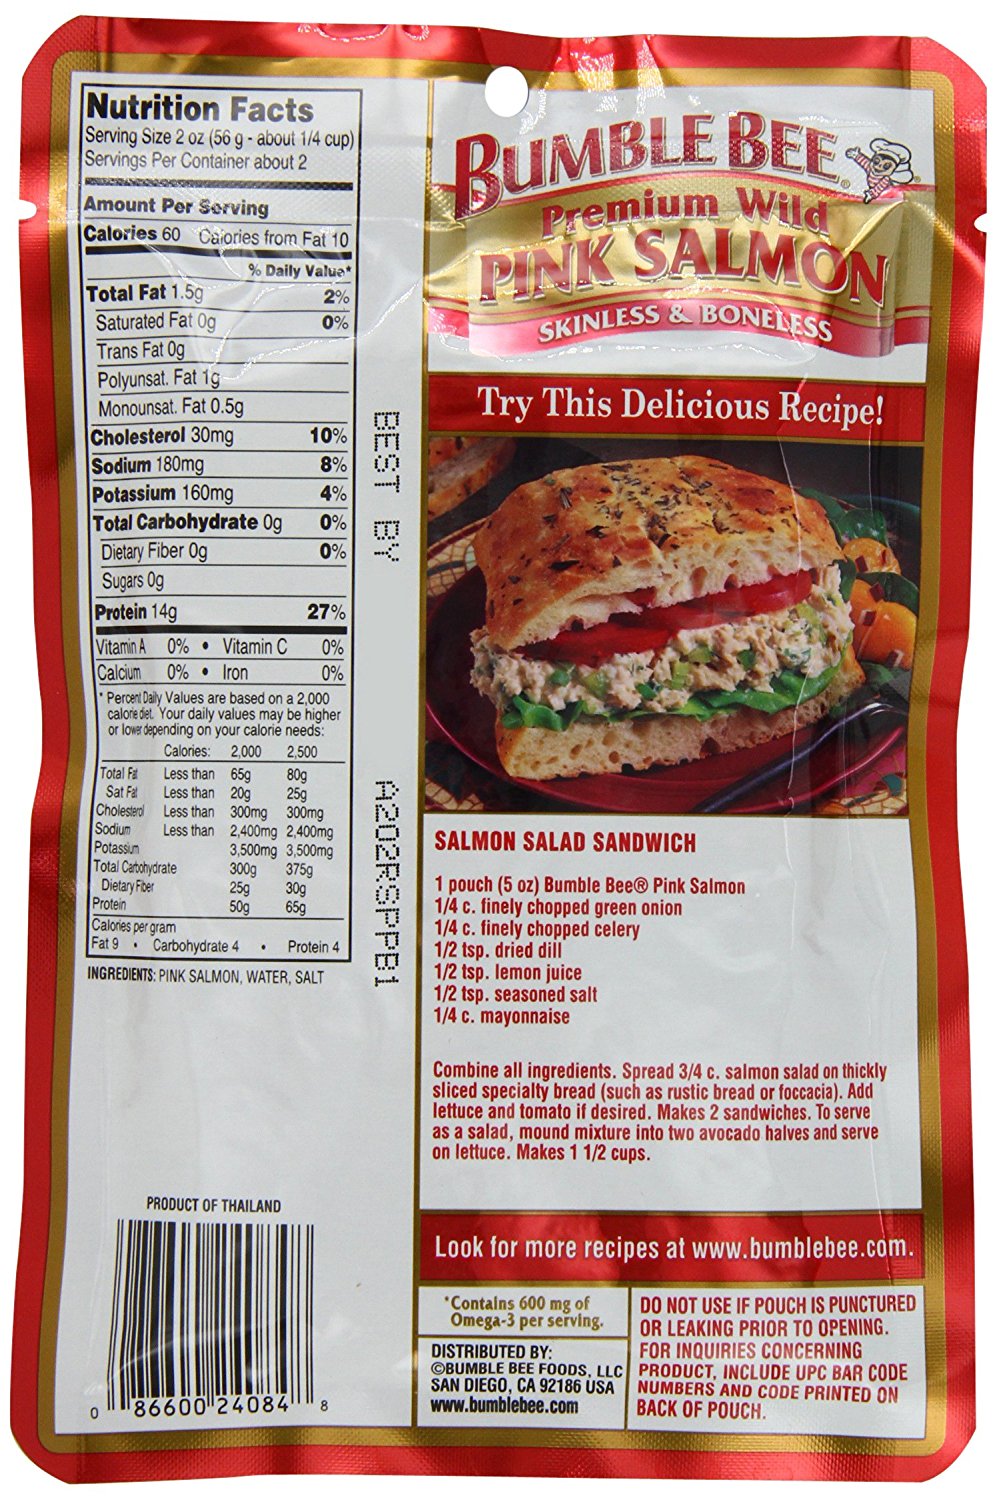 Nutrition Facts
Serving Size 2 oz (56 g - about 1/4 cup)
Servings Per Container about 2
Amount Per Serving
Calories 60 Calories from Fat 10
% Daily Value*
Total Fat 1.5g 2%
Saturated Fat 0g 0%
Trans Fat 0g
Polyunsat. Fat 1g
Monounsat. Fat 0.5g
Cholesterol 30mg 10%
Sodium 180mg 8%
Potassium 160mg 4%
Total Carbohydrate 0g 0%
Dietary Fiber 0g 0%
Sugars 0g
Protein 14g 27%
Vitamin A 0% • Vitamin C 0%
Calcium 0% • Iron 0%
* Percent Daily Values are based on a 2,000
calorie diet. Your daily values may be higher
or lower depending on your calorie needs:
Calories: 2,000 2,500
Total Fat Less than 65g 80g
Sat Fat Less than 20g 25g
Cholesterol Less than 300mg 300mg
Sodium Less than 2,400mg 2,400mg
Potassium 3,500mg 3,500mg
Total Carbohydrate 300g 375g
Dietary Fiber 25g 30g
Protein 50g 65g
Calories per gram
Fat 9 • Carbohydrate 4 • Protein 4
INGREDIENTS: PINK SALMON, WATER, SALT
BEST BY
A202RSPPB1
PRODUCT OF THAILAND
0 86600 24084 8
BUMBLE BEE®
Premium Wild
PINK SALMON
SKINLESS & BONELESS
Try This Delicious Recipe!
SALMON SALAD SANDWICH
1 pouch (5 oz) Bumble Bee® Pink Salmon
1/4 c. finely chopped green onion
1/4 c. finely chopped celery
1/2 tsp. dried dill
1/2 tsp. lemon juice
1/2 tsp. seasoned salt
1/4 c. mayonnaise
Combine all ingredients. Spread 3/4 c. salmon salad on thickly
sliced specialty bread (such as rustic bread or foccacia). Add
lettuce and tomato if desired. Makes 2 sandwiches. To serve
as a salad, mound mixture into two avocado halves and serve
on lettuce. Makes 1 1/2 cups.
Look for more recipes at www.bumblebee.com.
*Contains 600 mg of
Omega-3 per serving.
DISTRIBUTED BY:
©BUMBLE BEE FOODS, LLC
SAN DIEGO, CA 92186 USA
www.bumblebee.com
DO NOT USE IF POUCH IS PUNCTURED
OR LEAKING PRIOR TO OPENING.
FOR INQUIRIES CONCERNING
PRODUCT, INCLUDE UPC BAR CODE
NUMBERS AND CODE PRINTED ON
BACK OF POUCH.